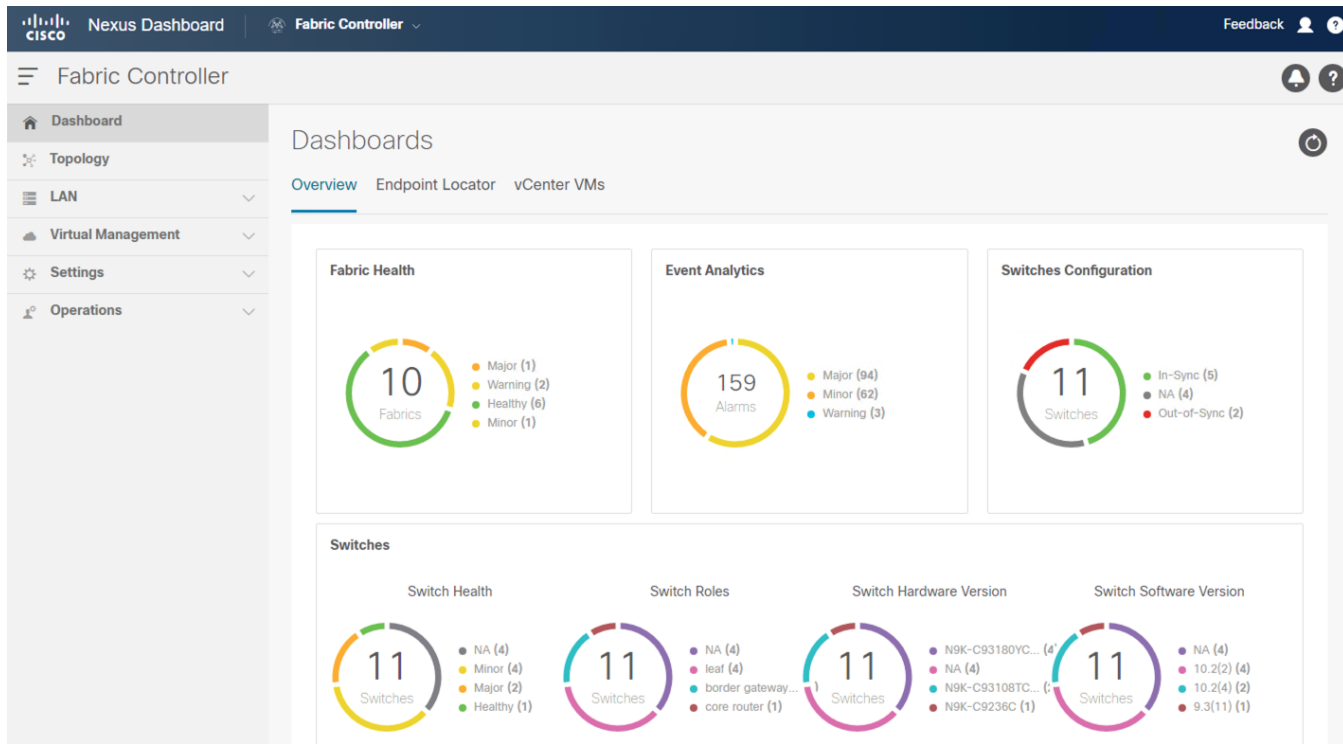 CISCO Nexus Dashboard Fabric Controller Feedback ?
Fabric Controller ?
Dashboard
Topology
LAN
Virtual Management
Settings
Operations
Dashboards
Overview Endpoint Locator vCenter VMs
Fabric Health
10
Fabrics
Major (1)
Warning (2)
Healthy (6)
Minor (1)
Event Analytics
159
Alarms
Major (94)
Minor (62)
Warning (3)
Switches Configuration
11
Switches
In-Sync (5)
NA (4)
Out-of-Sync (2)
Switches
Switch Health
11
Switches
NA (4)
Minor (4)
Major (2)
Healthy (1)
Switch Roles
11
Switches
NA (4)
leaf (4)
border gateway...
core router (1)
Switch Hardware Version
11
Switches
N9K-C93180YC... (4
NA (4)
N9K-C93108TC...
N9K-C9236C (1)
Switch Software Version
11
Switches
NA (4)
10.2(2) (4)
10.2(4) (2)
9.3(11) (1)